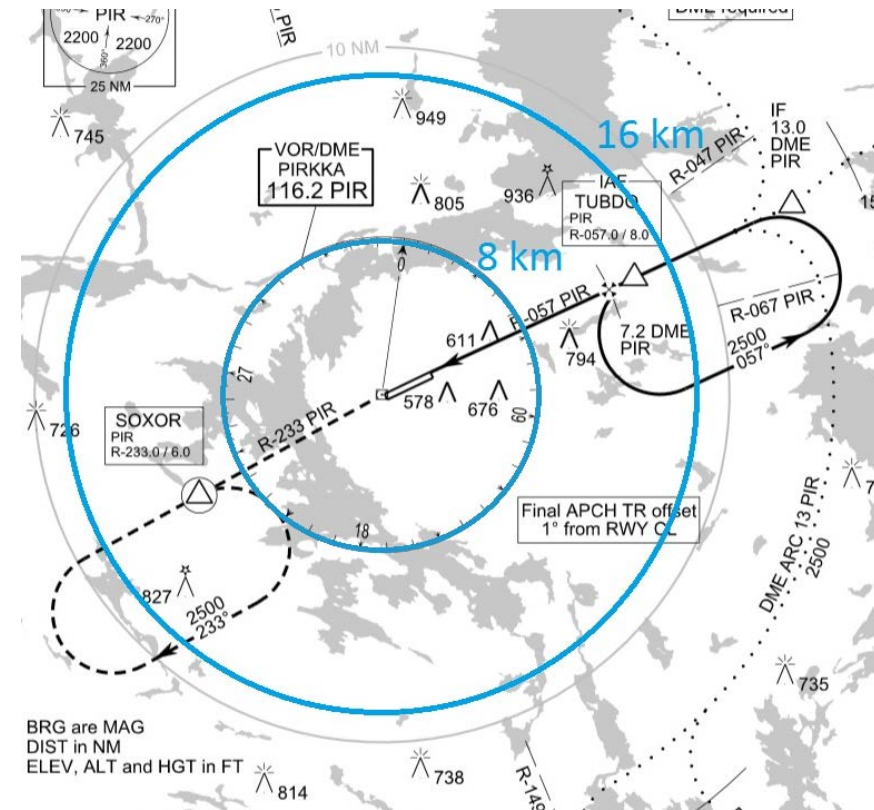 PIR
270°
2200
2200
360°
25 NM
PIR
DME required
10 NM
745
949
16 km
IF
13.0
DME
PIR
R-047 PIR
VOR/DME
PIRKKA
116.2 PIR
805
936
IAF
TUBDO
PIR
R-057.0 / 8.0
15
0
8 km
R-057 PIR
R-067 PIR
611
794
7.2 DME
PIR
2500
057°
27
578
676
60
726
SOXOR
PIR
R-233.0 / 6.0
R-233 PIR
7
18
Final APCH TR offset
1° from RWY CL
DME ARC 13 PIR
2500
827
2500
233°
735
BRG are MAG
DIST in NM
ELEV, ALT and HGT in FT
814
738
R-149